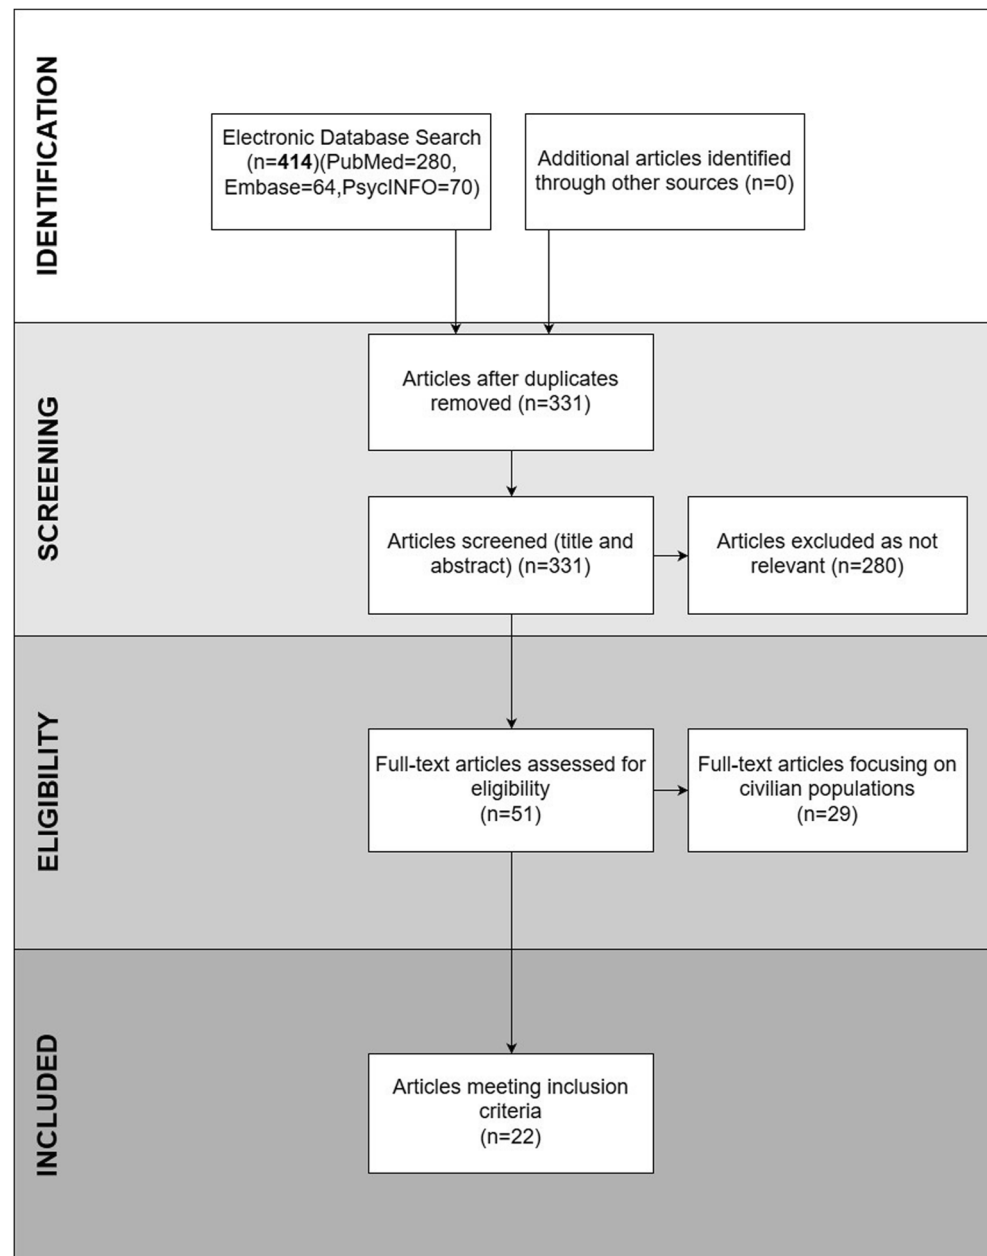 IDENTIFICATION
Electronic Database Search
(n=414)(PubMed=280,
Embase=64,PsycINFO=70)
Additional articles identified
through other sources (n=0)
SCREENING
Articles after duplicates
removed (n=331)
Articles screened (title and
abstract) (n=331)
Articles excluded as not
relevant (n=280)
ELIGIBILITY
Full-text articles assessed for
eligibility
(n=51)
Full-text articles focusing on
civilian populations
(n=29)
INCLUDED
Articles meeting inclusion
criteria
(n=22)